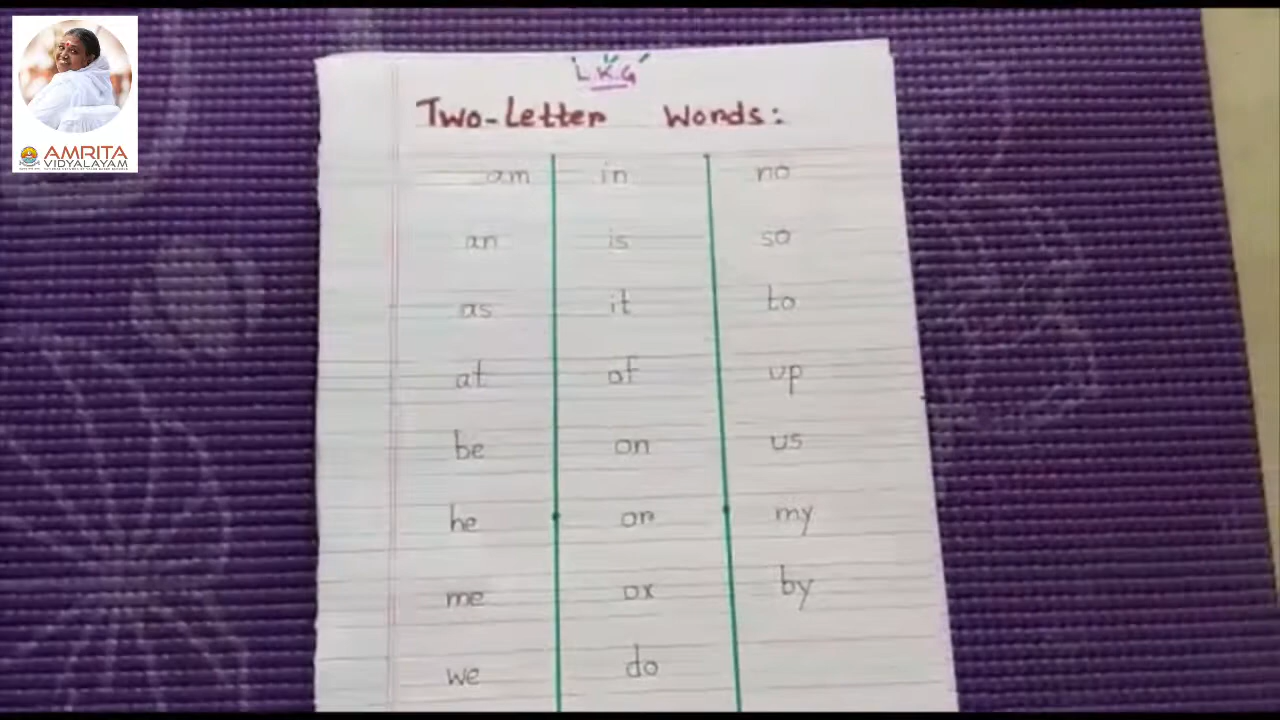 AMRITA
VIDYALAYAM
L.K.G
Two-Letter Words:
am in no
an is so
as it to
at of up
be on us
he or my
me ox by
we do